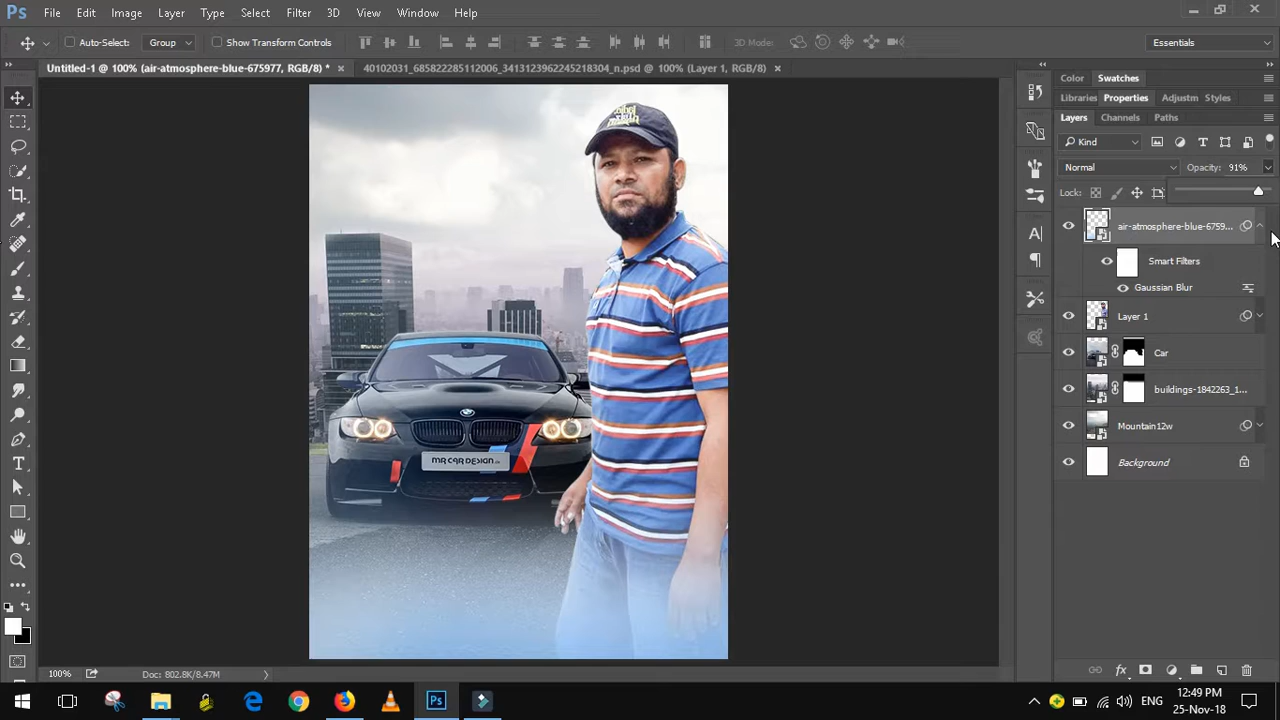 Ps File Edit Image Layer Type Select Filter 3D View Window Help
Auto-Select: Group Show Transform Controls 3D Mode: Essentials
Untitled-1 @ 100% (air-atmosphere-blue-675977, RGB/8) * 40102031_685822285112006_3413123962245218304_n.psd @ 100% (Layer 1, RGB/8)
Color Swatches
Libraries Properties Adjustm Styles
Layers Channels Paths
Kind
Normal Opacity: 91%
Lock:
air-atmosphere-blue-6759...
Smart Filters
Gaussian Blur
Layer 1
Car
buildings-1842263_1...
Mountain12w
Background
MR CAR DESIGN
100% Doc: 802.8K/8.47M
ENG 12:49 PM
25-Nov-18